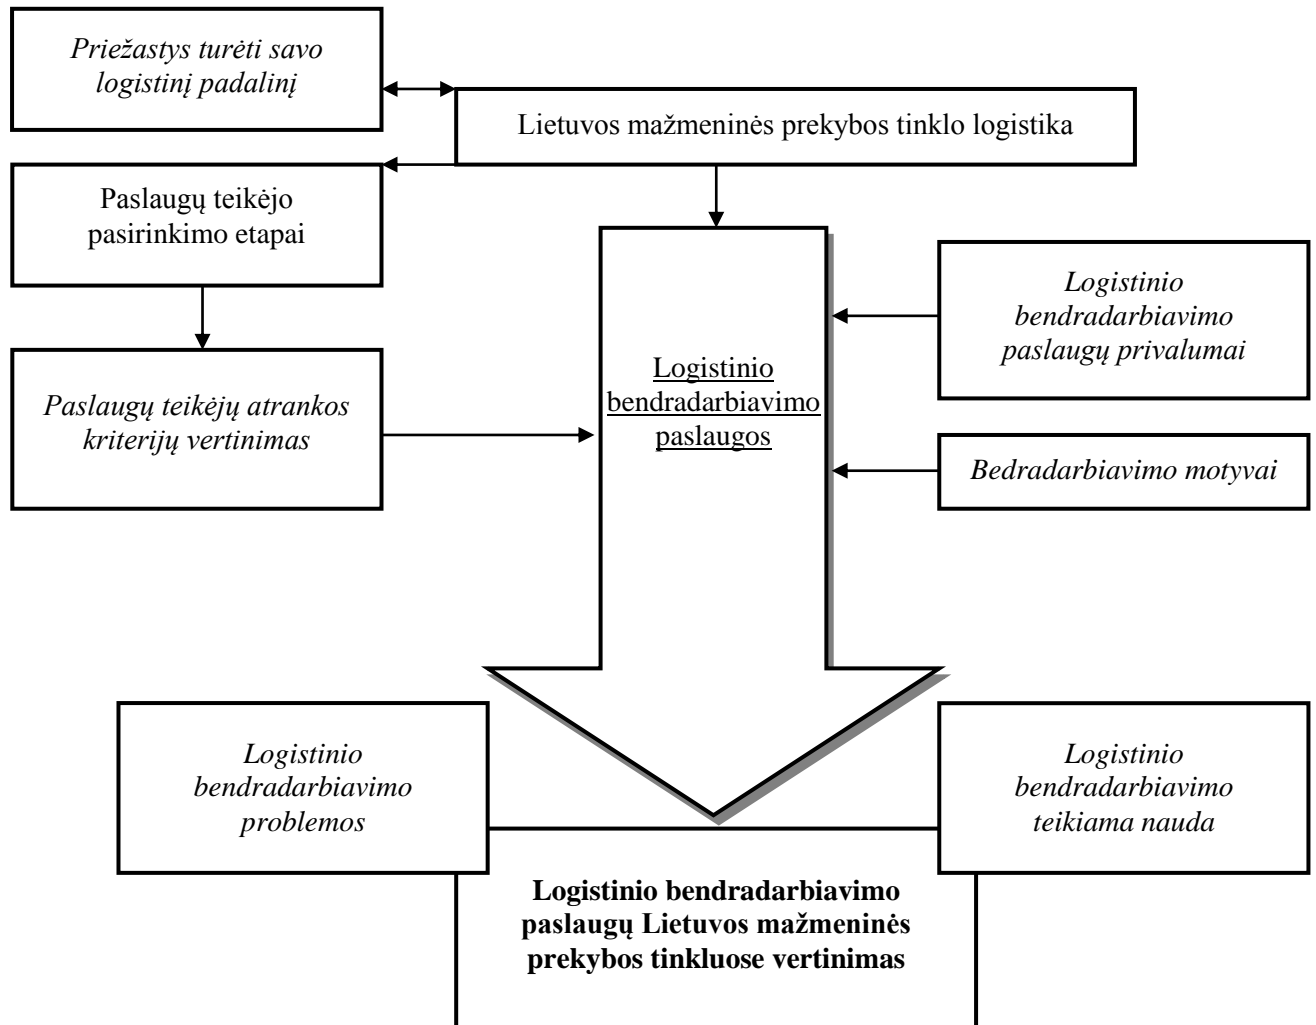 Priežastys turėti savo
logistinį padalinį
Lietuvos mažmeninės prekybos tinklo logistika
Paslaugų teikėjo
pasirinkimo etapai
Logistinio
bendradarbiavimo
paslaugų privalumai
Logistinio
bendradarbiavimo
paslaugos
Paslaugų teikėjų atrankos
kriterijų vertinimas
Bedradarbiavimo motyvai
Logistinio
bendradarbiavimo
problemos
Logistinio
bendradarbiavimo
teikiama nauda
Logistinio bendradarbiavimo
paslaugų Lietuvos mažmeninės
prekybos tinkluose vertinimas